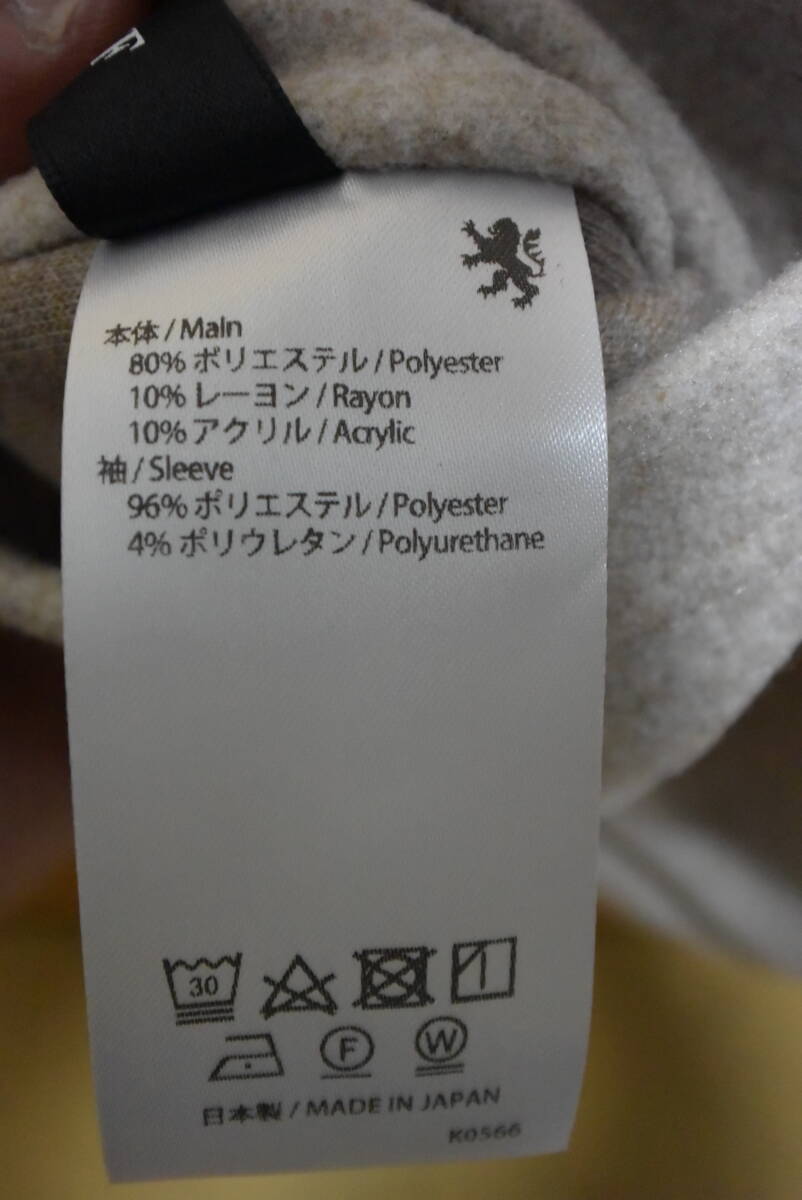 本体 / Main
80% ポリエステル / Polyester
10% レーヨン / Rayon
10% アクリル / Acrylic
袖 / Sleeve
96% ポリエステル / Polyester
4% ポリウレタン / Polyurethane
30
F
W
日本製 / MADE IN JAPAN
K0566